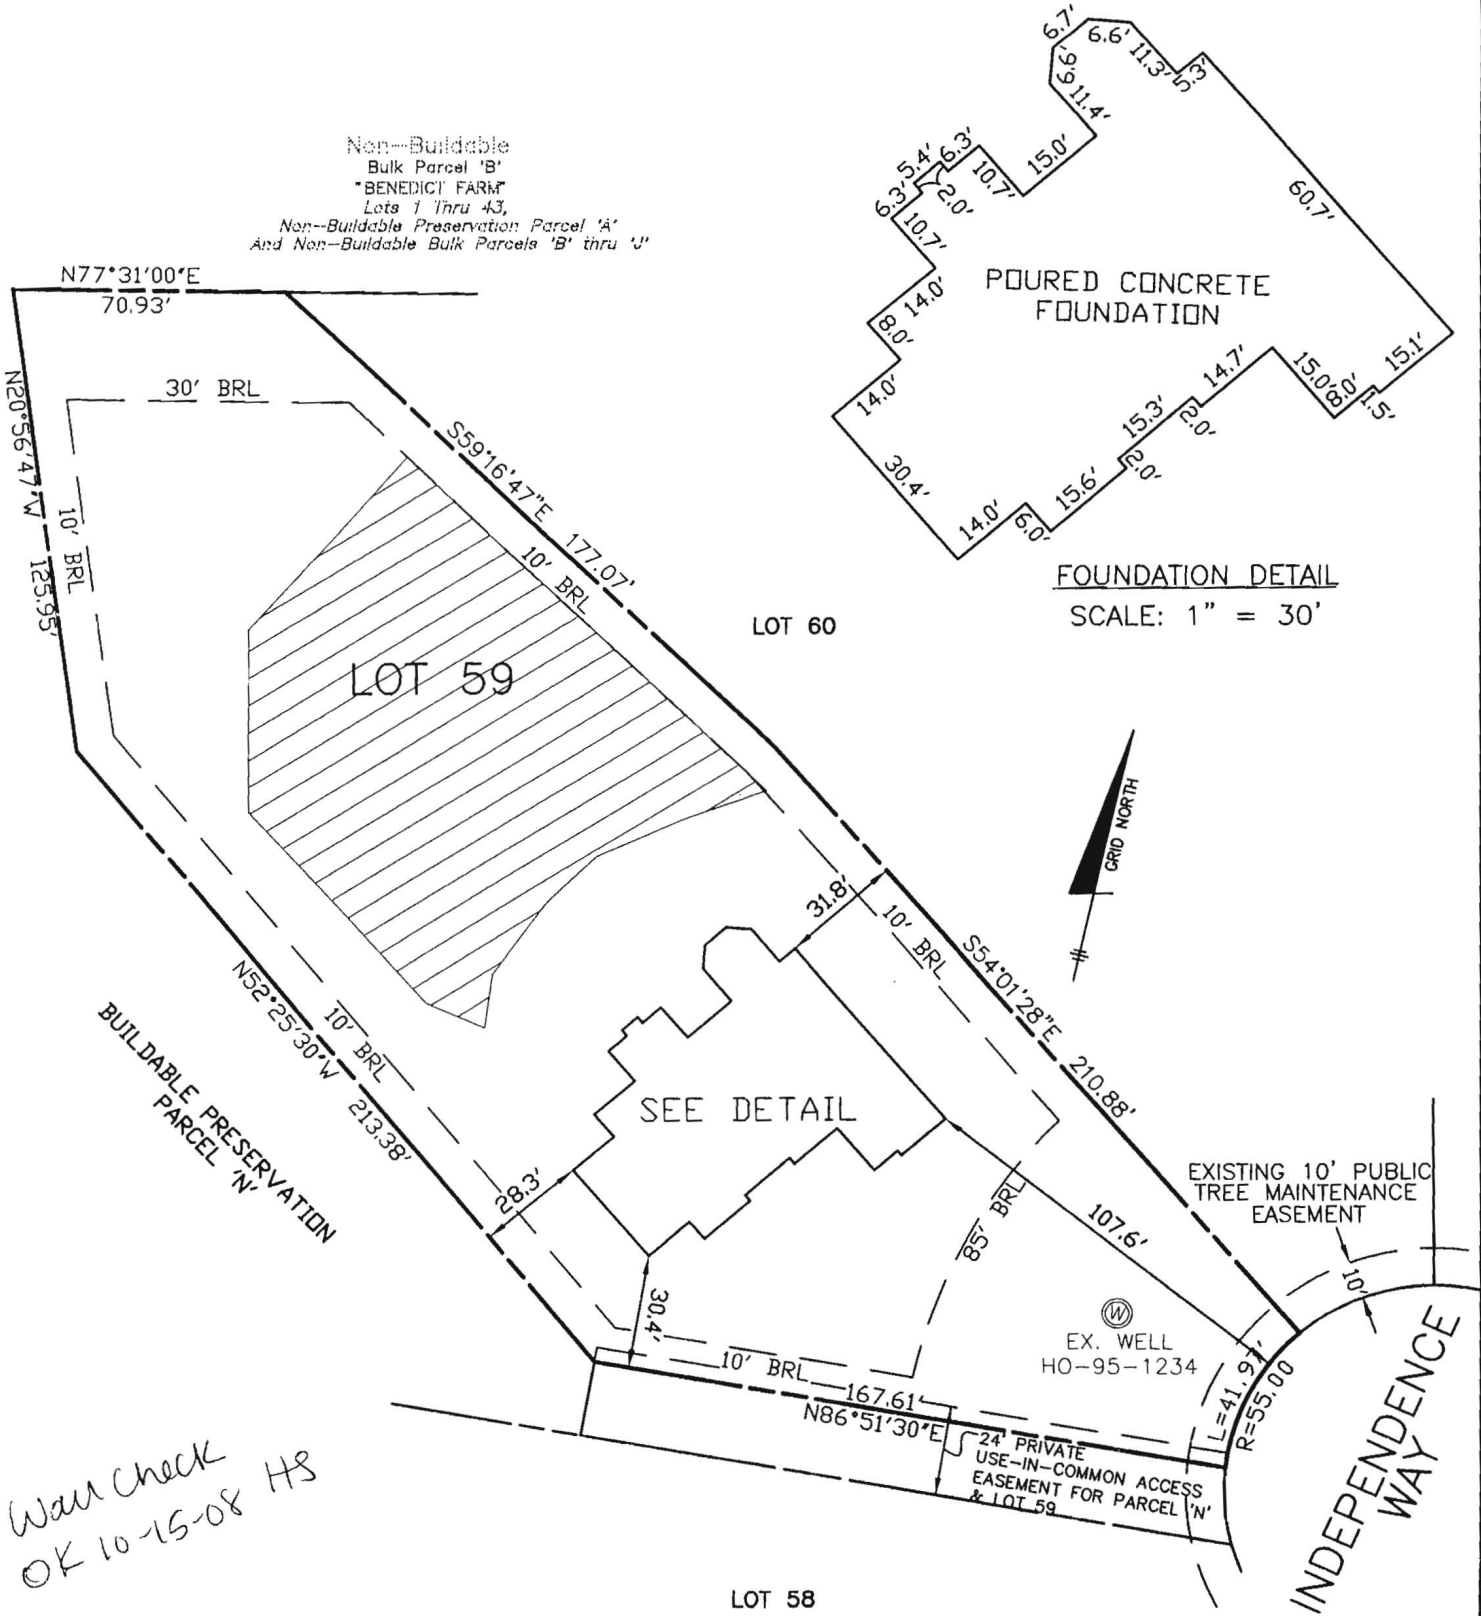 Non-Buildable
Bulk Parcel 'B'
"BENEDICT FARM"
Lots 1 Thru 43,
Non-Buildable Preservation Parcel 'A'
And Non-Buildable Bulk Parcels 'B' thru 'J'
6.7'
6.6'
11.3'
5.3'
6.6'
11.4'
15.0'
10.7'
6.3'
5.4'
2.0'
6.3'
10.7'
14.0'
8.0'
14.0'
30.4'
14.0'
6.0'
15.6'
2.0'
15.3'
2.0'
14.7'
15.0'
8.0'
1.5'
15.1'
60.7'
POURED CONCRETE
FOUNDATION
FOUNDATION DETAIL
SCALE: 1" = 30'
N77°31'00"E
70.93'
30' BRL
N20°56'47"W 125.95'
10' BRL
S59°16'47"E 177.07'
10' BRL
LOT 60
LOT 59
GRID NORTH
31.8'
10' BRL
S54°01'28"E 210.88'
N52°25'30"W 213.38'
10' BRL
BUILDABLE PRESERVATION
PARCEL 'N'
SEE DETAIL
28.3'
30.4'
85' BRL
107.6'
EXISTING 10' PUBLIC
TREE MAINTENANCE
EASEMENT
10'
EX. WELL
HO-95-1234
W
10' BRL
167.61'
N86°51'30"E
L=41.97'
R=55.00
24' PRIVATE
USE-IN-COMMON ACCESS
EASEMENT FOR PARCEL 'N'
& LOT 59
INDEPENDENCE
WAY
Wall Check
OK 10-15-08 HS
LOT 58